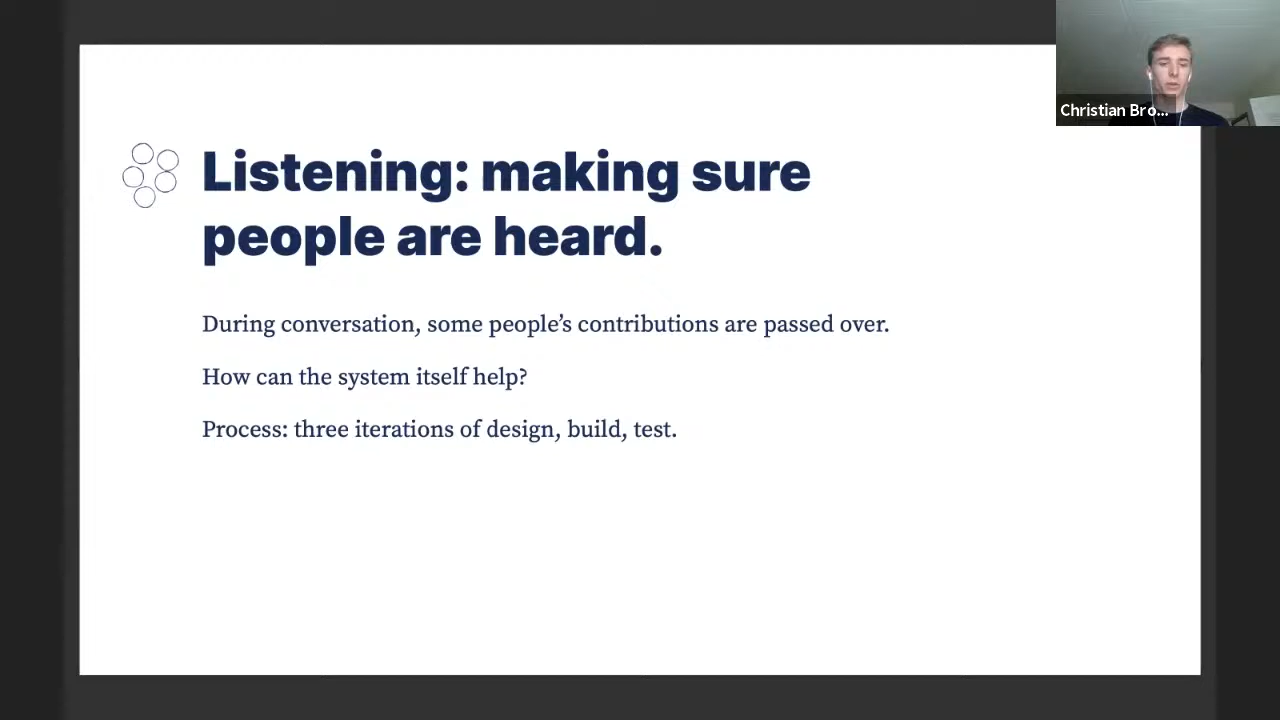 Christian Bro...
Listening: making sure
people are heard.
During conversation, some people’s contributions are passed over.
How can the system itself help?
Process: three iterations of design, build, test.